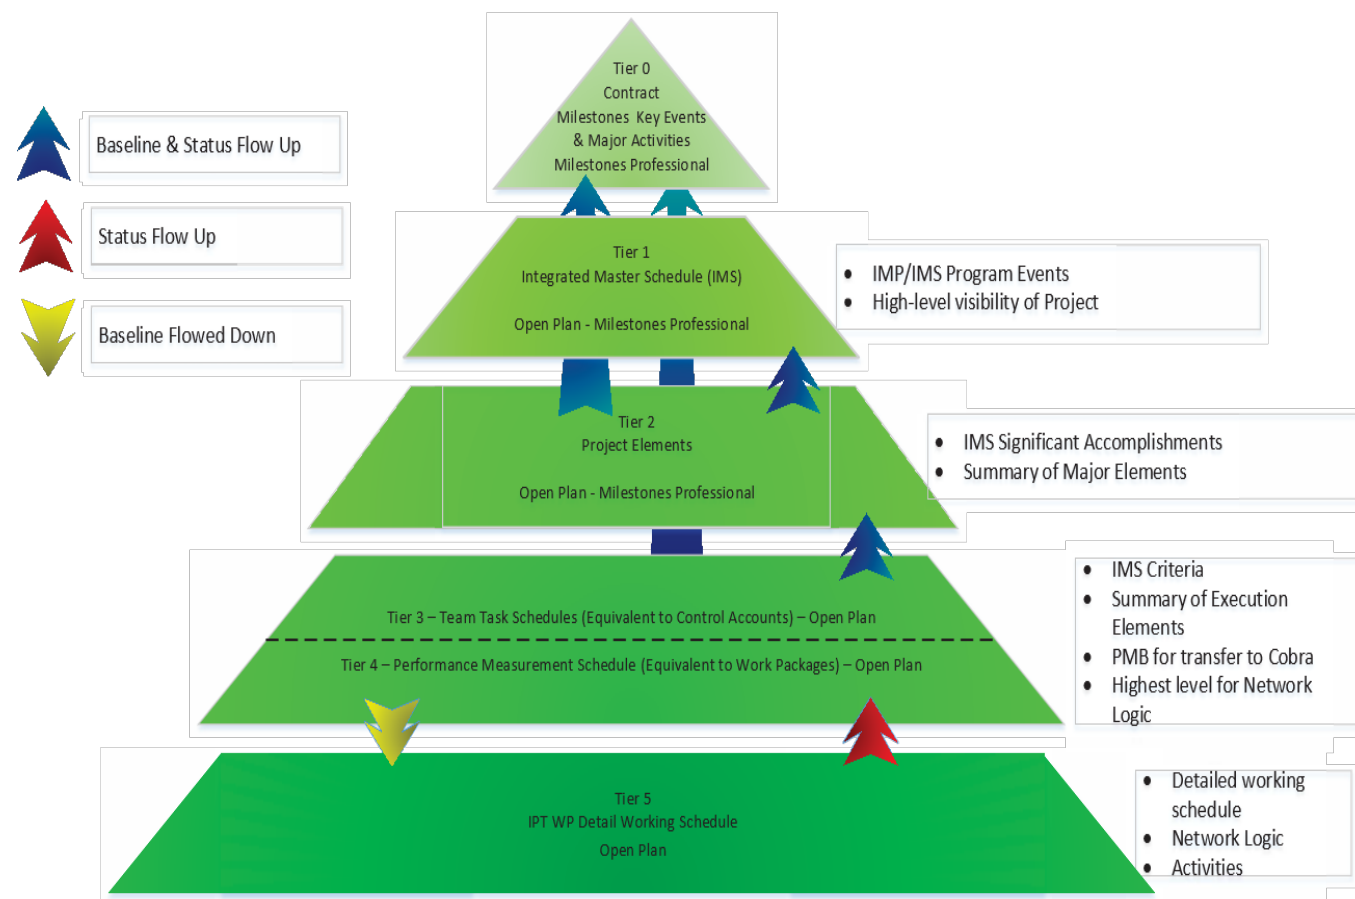 Tier 0
Contract
Milestones Key Events
& Major Activities
Milestones Professional
Baseline & Status Flow Up
Status Flow Up
Baseline Flowed Down
Tier 1
Integrated Master Schedule (IMS)
Open Plan - Milestones Professional
• IMP/IMS Program Events
• High-level visibility of Project
Tier 2
Project Elements
Open Plan - Milestones Professional
• IMS Significant Accomplishments
• Summary of Major Elements
Tier 3 – Team Task Schedules (Equivalent to Control Accounts) – Open Plan
Tier 4 – Performance Measurement Schedule (Equivalent to Work Packages) – Open Plan
• IMS Criteria
• Summary of Execution
Elements
• PMB for transfer to Cobra
• Highest level for Network
Logic
Tier 5
IPT WP Detail Working Schedule
Open Plan
• Detailed working
schedule
• Network Logic
• Activities